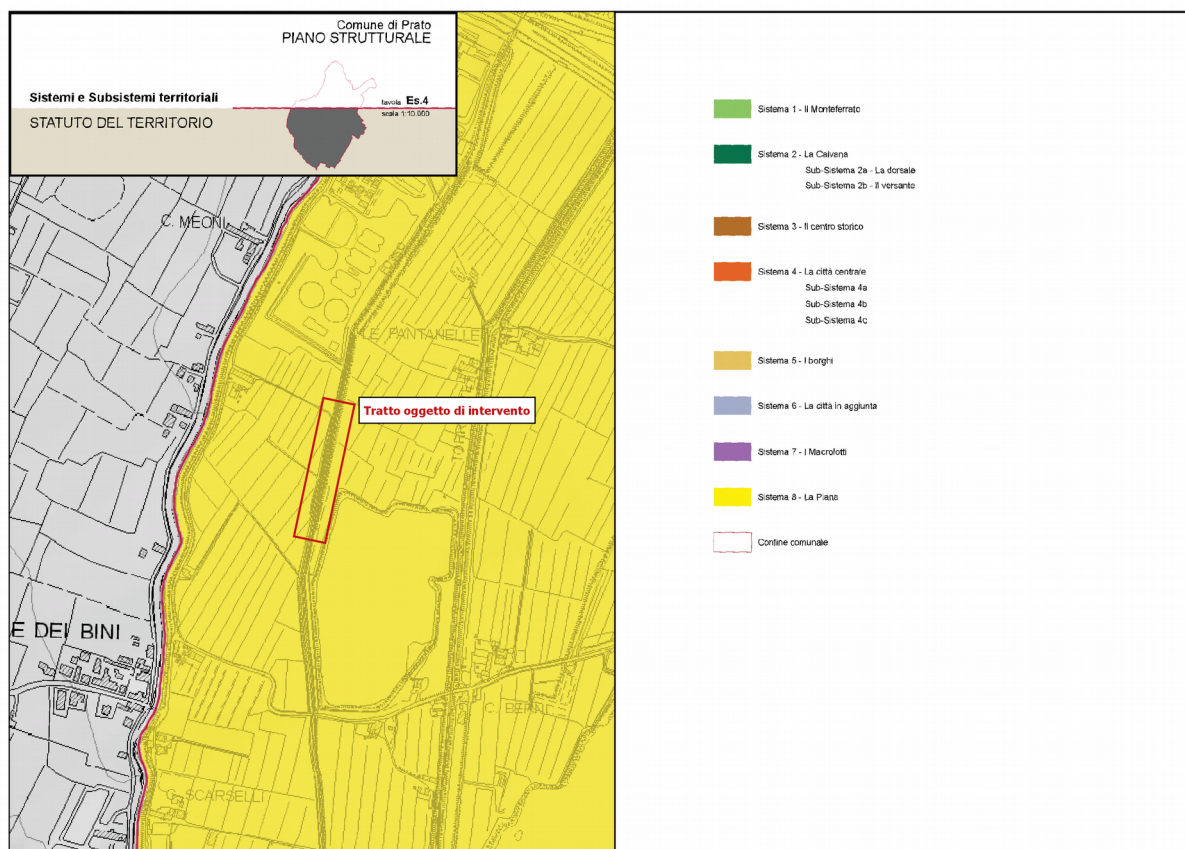 Comune di Prato
PIANO STRUTTURALE
Sistemi e Subsistemi territoriali
tavola Es.4
scala 1:10.000
STATUTO DEL TERRITORIO
C. MEONI
LE PANTANELLE
Tratto oggetto di intervento
E DEI BINI
C. BERNI
C. SCARSELLI
Sistema 1 - Il Monteferrato
Sistema 2 - La Calvana
Sub-Sistema 2a - La dorsale
Sub-Sistema 2b - Il versante
Sistema 3 - Il centro storico
Sistema 4 - La città centrale
Sub-Sistema 4a
Sub-Sistema 4b
Sub-Sistema 4c
Sistema 5 - I borghi
Sistema 6 - La città in aggiunta
Sistema 7 - I Macrolotti
Sistema 8 - La Piana
Confine comunale